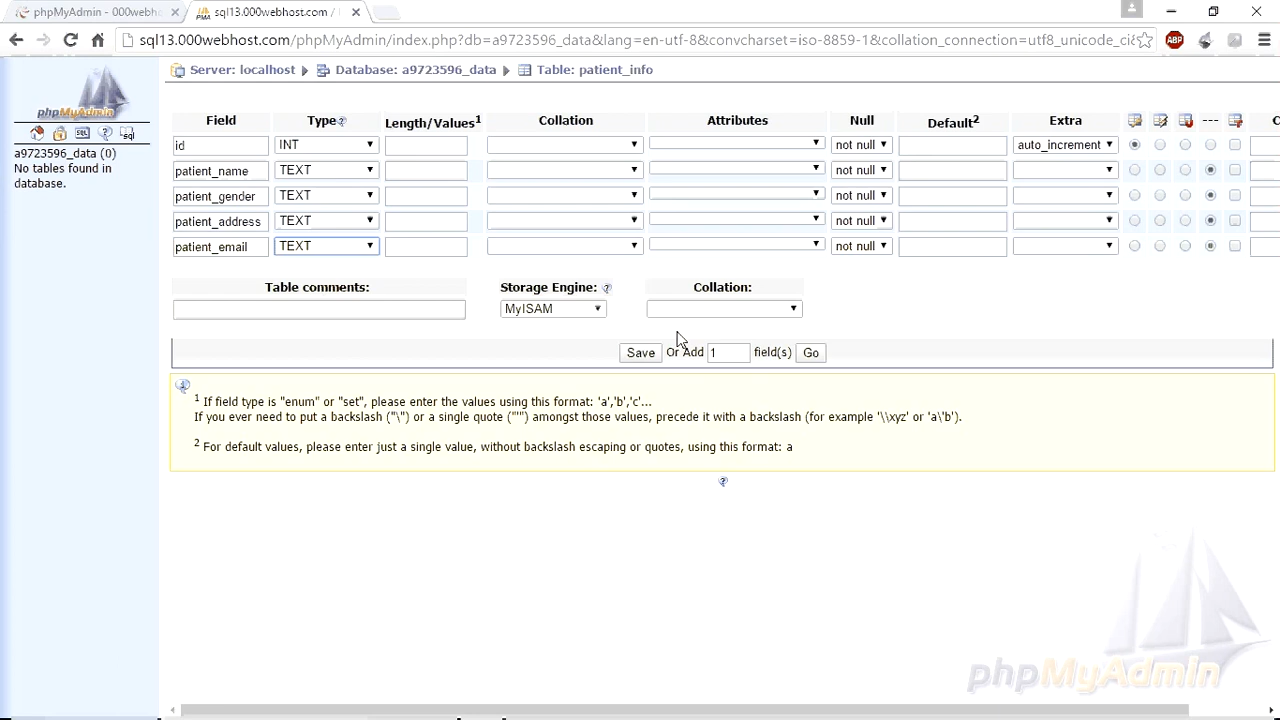 phpMyAdmin - 000webho
sql13.000webhost.com /
sql13.000webhost.com/phpMyAdmin/index.php?db=a9723596_data&lang=en-utf-8&convcharset=iso-8859-1&collation_connection=utf8_unicode_ci&
ABP
phpMyAdmin
Server: localhost Database: a9723596_data Table: patient_info
a9723596_data (0)
No tables found in
database.
Field Type Length/Values1 Collation Attributes Null Default2 Extra --- C
id INT not null auto_increment
patient_name TEXT not null
patient_gender TEXT not null
patient_address TEXT not null
patient_email TEXT not null
Table comments: Storage Engine: Collation:
MyISAM
Save Or Add 1 field(s) Go
1 If field type is "enum" or "set", please enter the values using this format: 'a','b','c'...
If you ever need to put a backslash ("\") or a single quote ("'") amongst those values, precede it with a backslash (for example '\\xyz' or 'a\'b').
2 For default values, please enter just a single value, without backslash escaping or quotes, using this format: a
phpMyAdmin